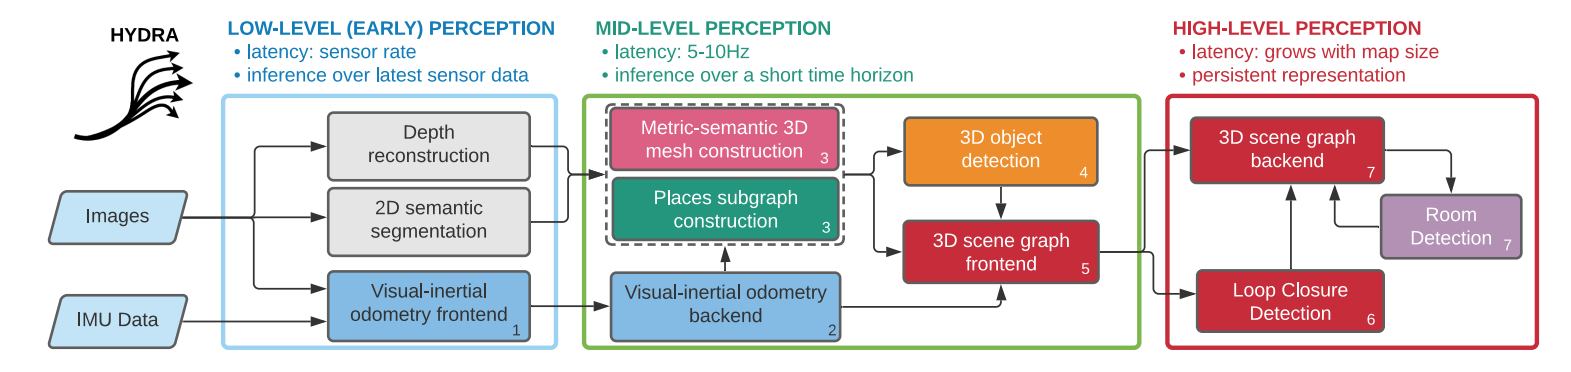 HYDRA
LOW-LEVEL (EARLY) PERCEPTION
• latency: sensor rate
• inference over latest sensor data
MID-LEVEL PERCEPTION
• latency: 5-10Hz
• inference over a short time horizon
HIGH-LEVEL PERCEPTION
• latency: grows with map size
• persistent representation
Images
IMU Data
Depth
reconstruction
2D semantic
segmentation
Visual-inertial
odometry frontend
1
Metric-semantic 3D
mesh construction
3
Places subgraph
construction
3
Visual-inertial odometry
backend
2
3D object
detection
4
3D scene graph
frontend
5
3D scene graph
backend
7
Room
Detection
7
Loop Closure
Detection
6